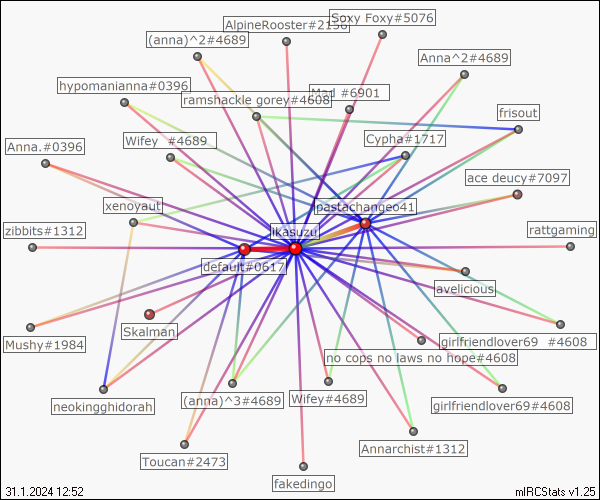 AlpineRooster#2156
Soxy Foxy#5076
(anna)^2#4689
Anna^2#4689
hypomanianna#0396
Mad #6901
ramshackle gorey#4608
frisout
Anna.#0396
Wifey #4689
Cypha#1717
ace deucy#7097
xenoyaut
pastachange041
ikasuzu
zibbits#1312
rattgaming
default#0617
avelicious
Mushy#1984
Skalman
girlfriendlover69 #4608
no cops no laws no hope#4608
neokingghidorah
(anna)^3#4689
Wifey#4689
girlfriendlover69#4608
Annarchist#1312
Toucan#2473
fakedingo
31.1.2024 12:52
mIRCStats v1.25